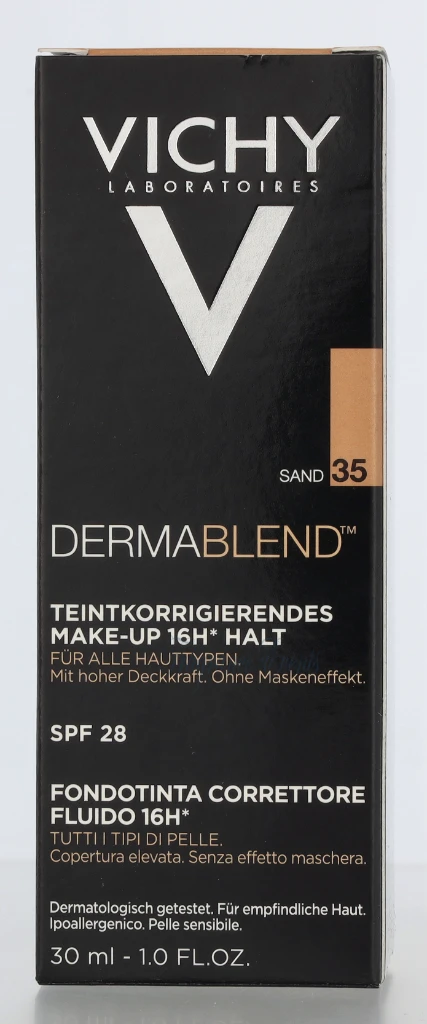 VICHY
LABORATOIRES
V
SAND 35
DERMABLEND™
TEINTKORRIGIERENDES
MAKE-UP 16H* HALT
FÜR ALLE HAUTTYPEN.
Mit hoher Deckkraft. Ohne Maskeneffekt.
SPF 28
FONDOTINTA CORRETTORE
FLUIDO 16H*
TUTTI I TIPI DI PELLE.
Copertura elevata. Senza effetto maschera.
Dermatologisch getestet. Für empfindliche Haut.
Ipoallergenico. Pelle sensibile.
30 ml - 1.0 FL.OZ.